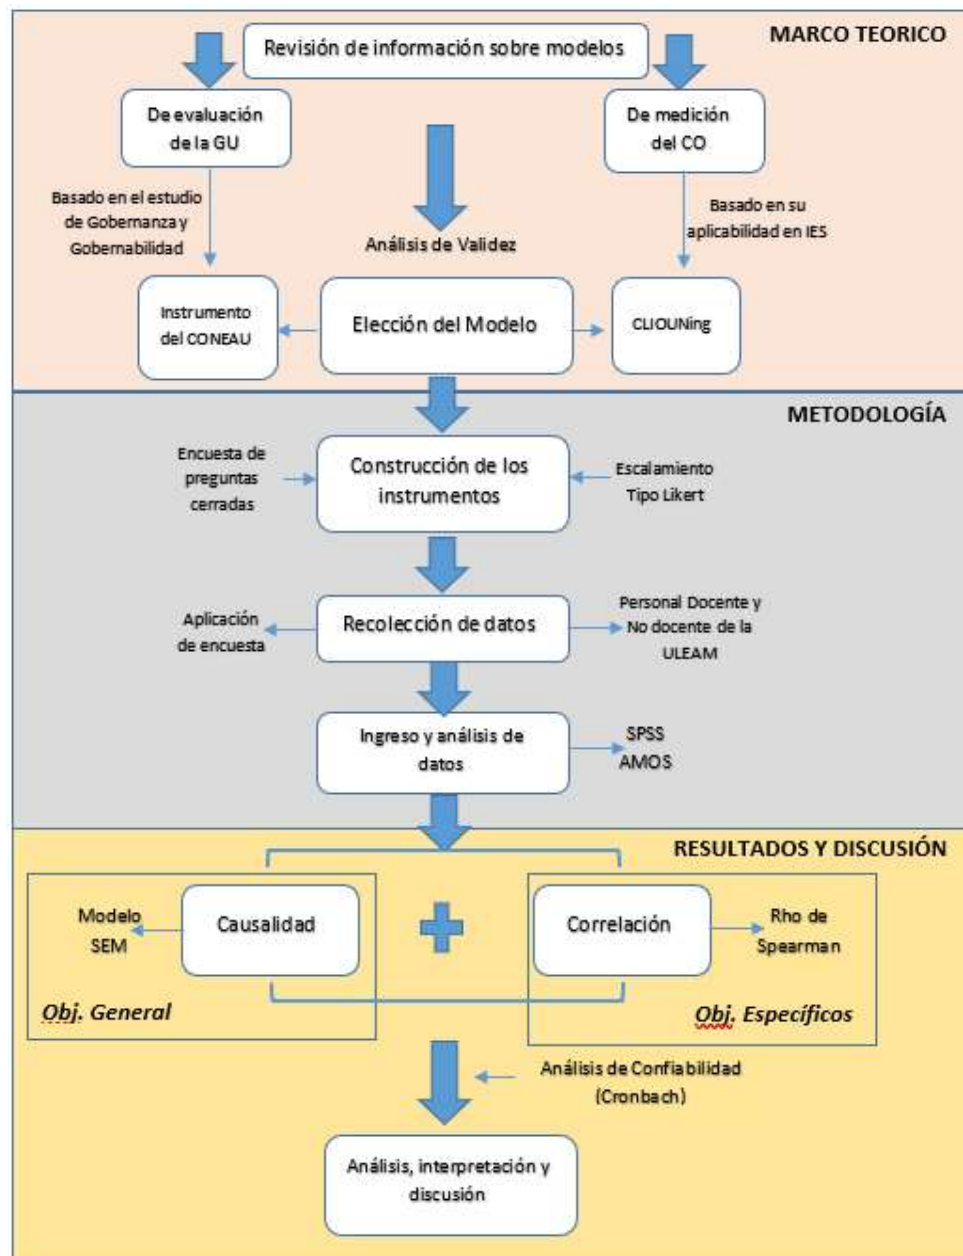 MARCO TEORICO
Revisión de información sobre modelos
De evaluación
de la GU
De medición
del CO
Basado en el estudio
de Gobernanza y
Gobernabilidad
Basado en su
aplicabilidad en IES
Análisis de Validez
Instrumento
del CONEAU
Elección del Modelo
CLIOUNing
METODOLOGÍA
Encuesta de
preguntas
cerradas
Construcción de los
instrumentos
Escalamiento
Tipo Likert
Aplicación
de encuesta
Recolección de datos
Personal Docente y
No docente de la
ULEAM
Ingreso y análisis de
datos
SPSS
AMOS
RESULTADOS Y DISCUSIÓN
Modelo
SEM
Causalidad
Correlación
Rho de
Spearman
Obj. General
Obj. Específicos
Análisis de Confiabilidad
(Cronbach)
Análisis, interpretación y
discusión